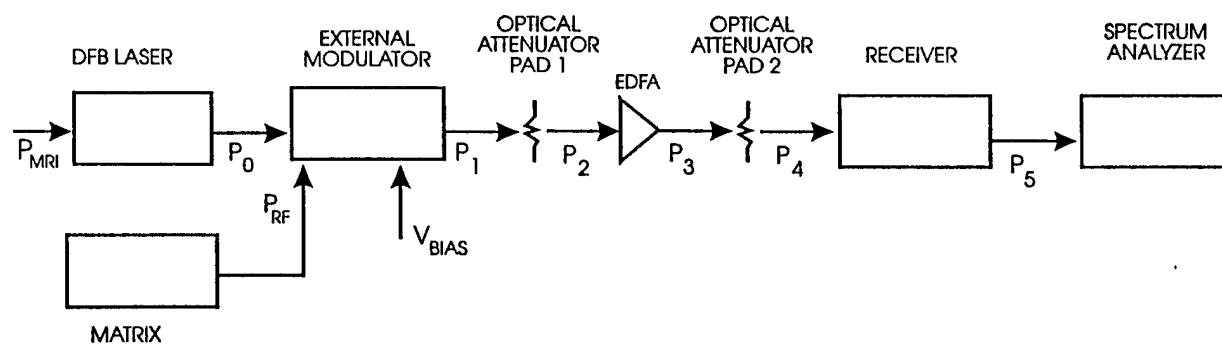 DFB LASER
EXTERNAL
MODULATOR
OPTICAL
ATTENUATOR
PAD 1
EDFA
OPTICAL
ATTENUATOR
PAD 2
RECEIVER
SPECTRUM
ANALYZER
P_MRI
P_0
P_1
P_2
P_3
P_4
P_5
P_RF
V_BIAS
MATRIX